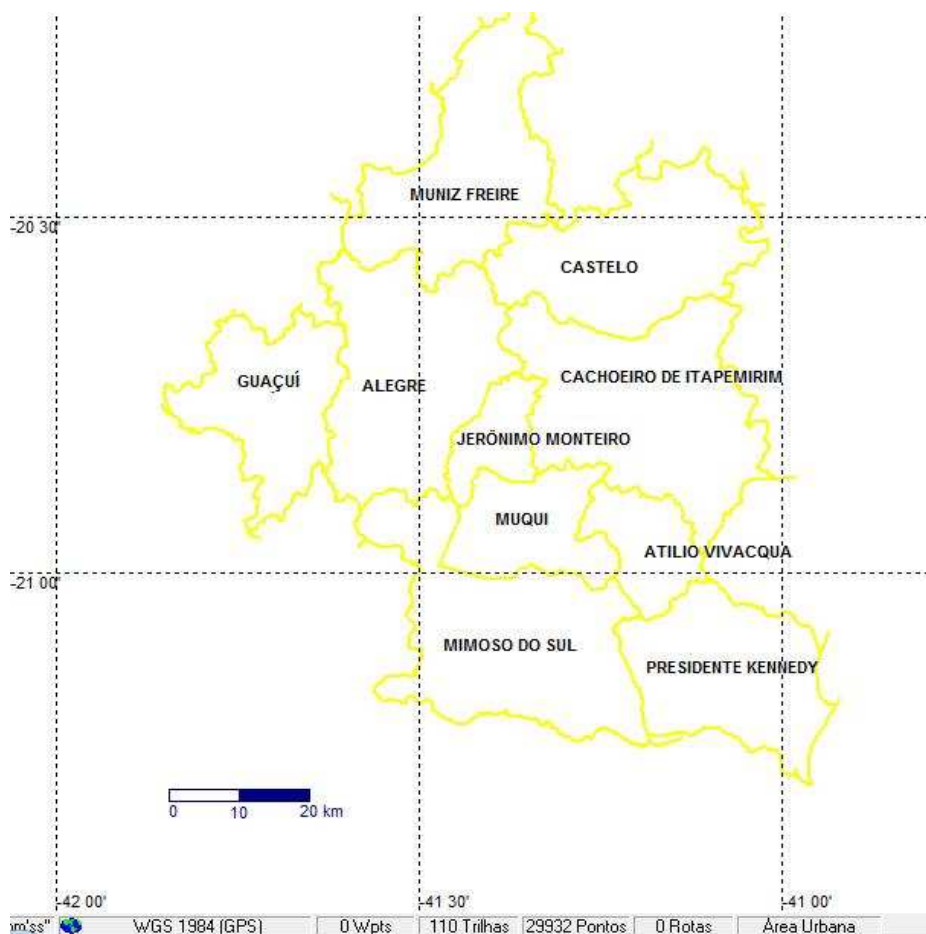 MUNIZ FREIRE
-20 30'
CASTELO
GUAÇUÍ
ALEGRE
CACHOEIRO DE ITAPEMIRIM
JERÔNIMO MONTEIRO
MUQUI
ATILIO VIVACQUA
-21 00'
MIMOSO DO SUL
PRESIDENTE KENNEDY
0 10 20 km
-42 00' -41 30' -41 00'
nm'ss" WGS 1984 (GPS) 0 Wpts 110 Trilhas 29932 Pontos 0 Rotas Área Urbana